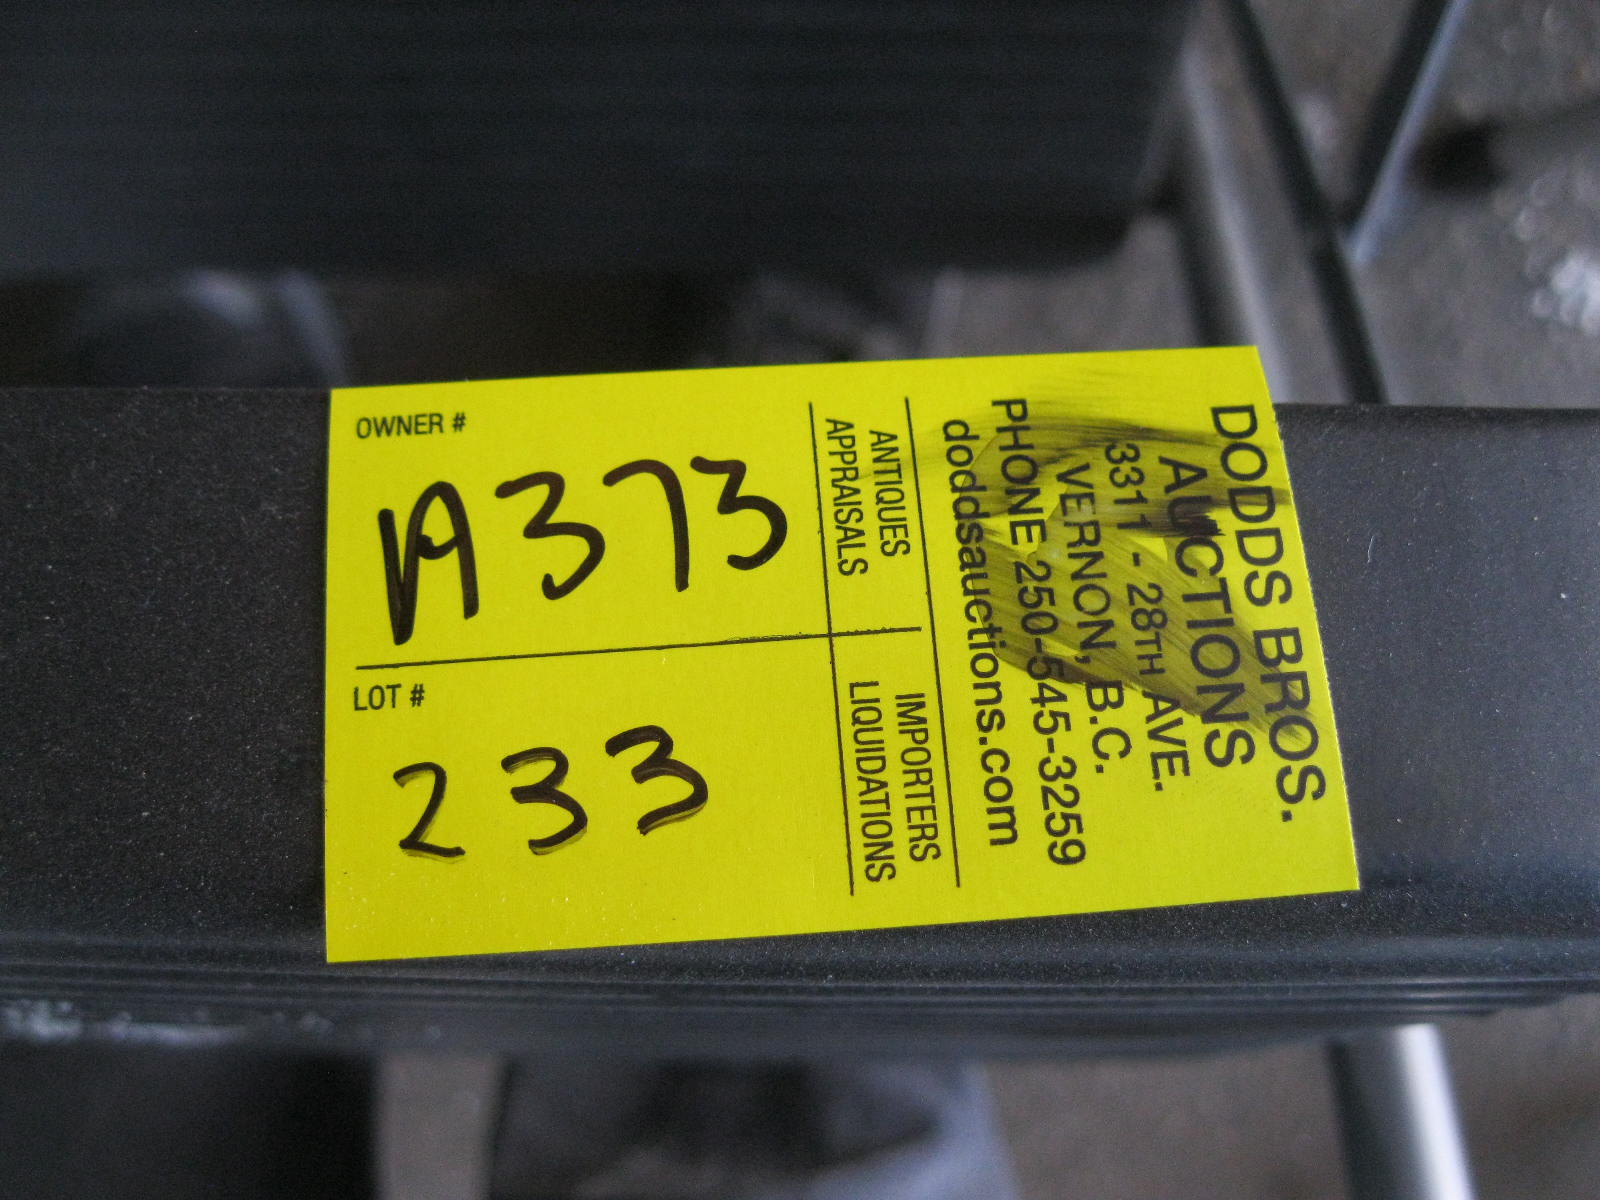 OWNER #
A373
LOT #
233
ANTIQUES
APPRAISALS
IMPORTERS
LIQUIDATIONS
DODDS BROS.
AUCTIONS
3311 - 28TH AVE.
VERNON, B.C.
PHONE 250-545-3259
doddsauctions.com